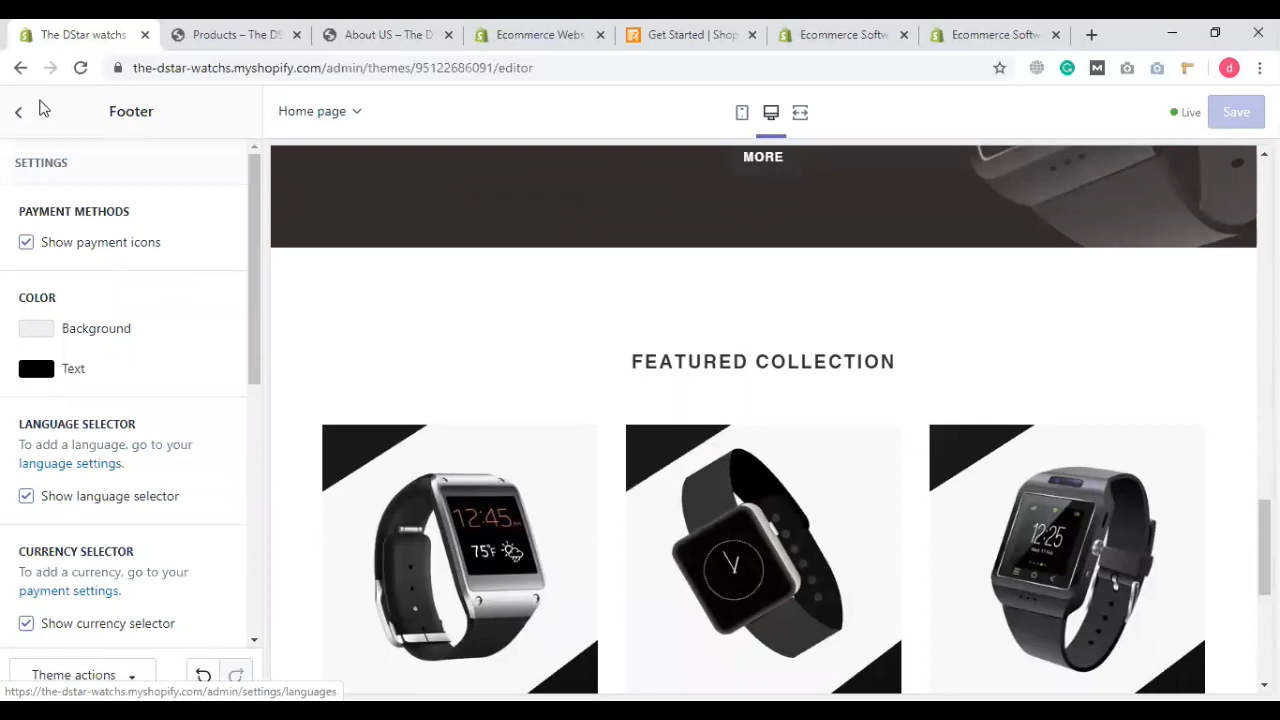 The DStar watchs
Products – The DS
About US – The D
Ecommerce Webs
Get Started | Shop
Ecommerce Softw
Ecommerce Softw
the-dstar-watchs.myshopify.com/admin/themes/95122686091/editor
d
Footer
Home page
Live
Save
SETTINGS
PAYMENT METHODS
Show payment icons
COLOR
Background
Text
LANGUAGE SELECTOR
To add a language, go to your
language settings.
Show language selector
CURRENCY SELECTOR
To add a currency, go to your
payment settings.
Show currency selector
Theme actions
https://the-dstar-watchs.myshopify.com/admin/settings/languages
MORE
FEATURED COLLECTION
12:45
75°F
12:25